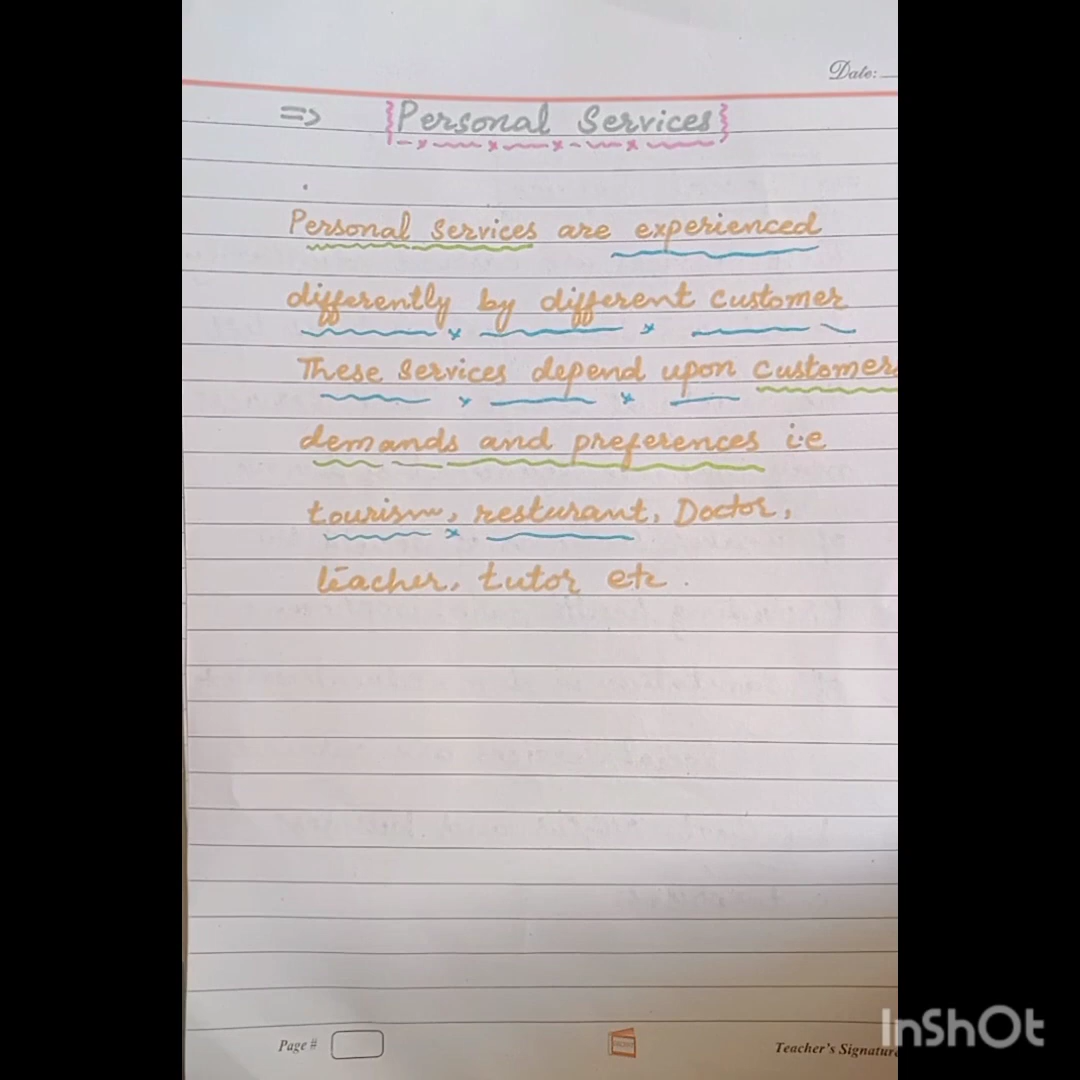 Date:
=> {Personal Services}
Personal Services are experienced
differently by different customer
These services depend upon customer
demands and preferences i.e
tourism, resturant, Doctor,
teacher, tutor etc.
Page #
Teacher's Signature
InShOt